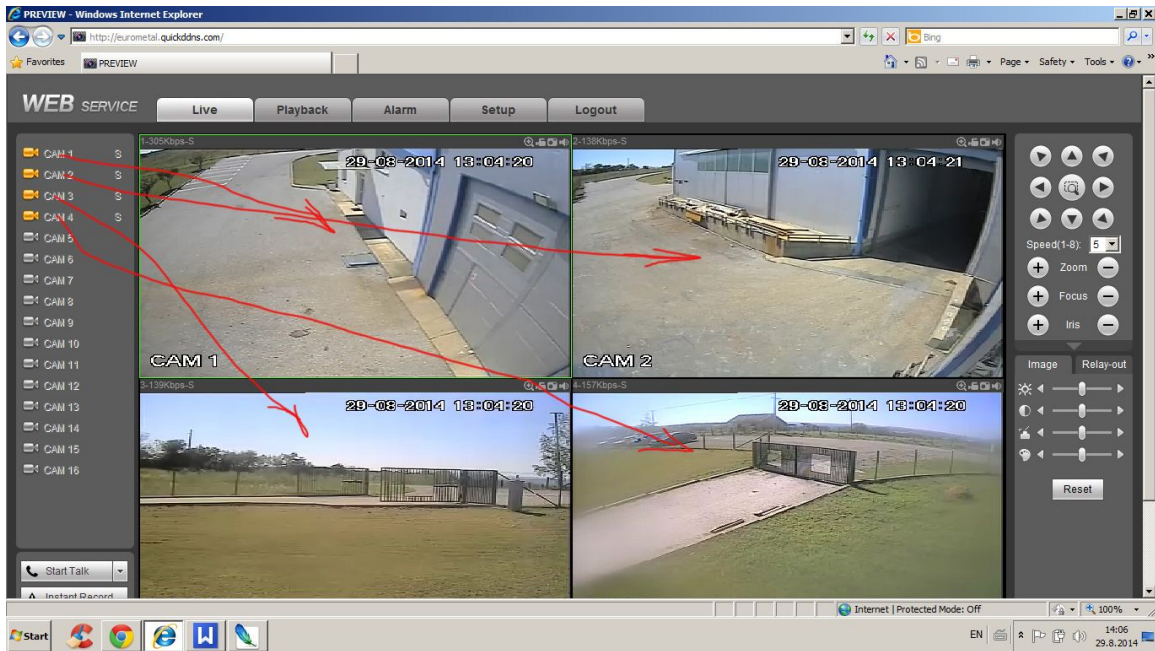 PREVIEW - Windows Internet Explorer
http://eurometal.quickddns.com/
Bing
Favorites PREVIEW
Page Safety Tools
WEB SERVICE Live Playback Alarm Setup Logout
CAM 1 S
CAM 2 S
CAM 3 S
CAM 4 S
CAM 5
CAM 6
CAM 7
CAM 8
CAM 9
CAM 10
CAM 11
CAM 12
CAM 13
CAM 14
CAM 15
CAM 16
Start Talk
Instant Record
1-305Kbps-S
29-08-2014 13:04:20
CAM 1
2-138Kbps-S
29-08-2014 13:04:21
CAM 2
3-139Kbps-S
29-08-2014 13:04:20
4-157Kbps-S
29-08-2014 13:04:20
Speed(1-8): 5
Zoom
Focus
Iris
Image Relay-out
Reset
Internet | Protected Mode: Off 100%
Start EN 14:06
29.8.2014